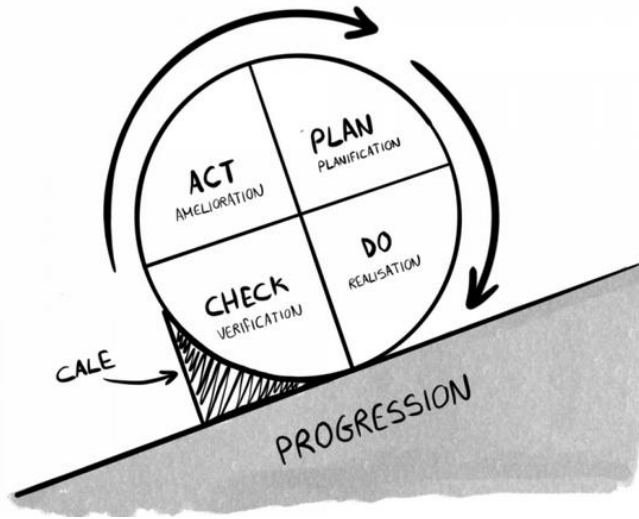 PLAN
PLANIFICATION
ACT
AMELIORATION
DO
REALISATION
CHECK
VERIFICATION
CALE
PROGRESSION